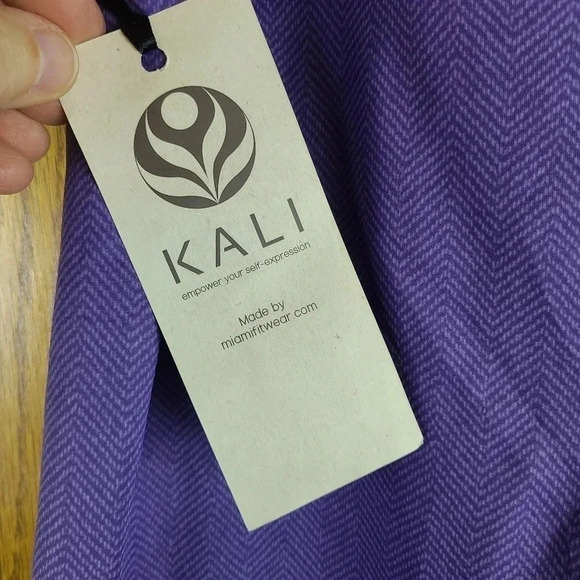 KALI
empower your self-expression
Made by
miamifitwear.com